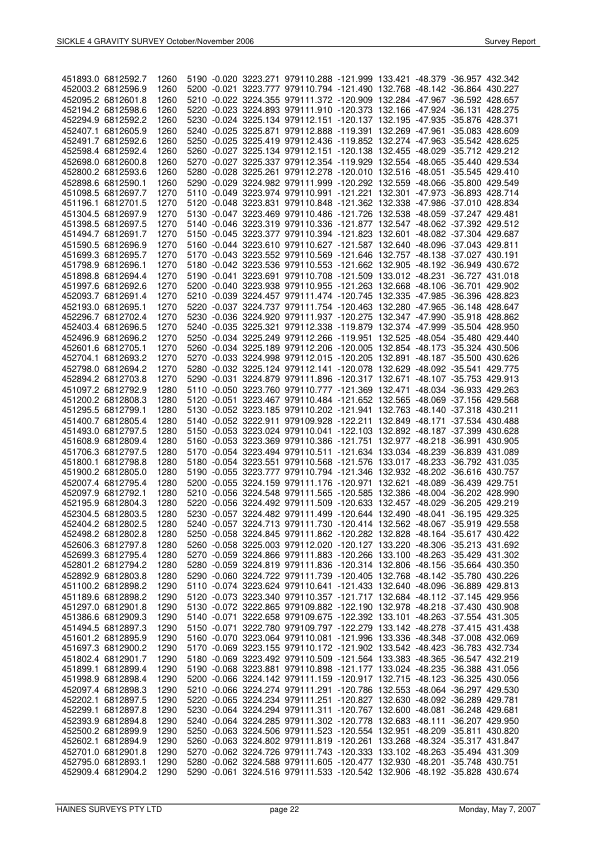 SICKLE 4 GRAVITY SURVEY October/November 2006 Survey Report
451893.0 6812592.7 1260 5190 -0.020 3223.271 979110.288 -121.999 133.421 -48.379 -36.957 432.342
452003.2 6812596.9 1260 5200 -0.021 3223.777 979110.794 -121.490 132.768 -48.142 -36.864 430.227
452095.2 6812601.8 1260 5210 -0.022 3224.355 979111.372 -120.909 132.284 -47.967 -36.592 428.657
452194.2 6812598.6 1260 5220 -0.023 3224.893 979111.910 -120.373 132.166 -47.924 -36.131 428.275
452294.9 6812592.2 1260 5230 -0.024 3225.134 979112.151 -120.137 132.195 -47.935 -35.876 428.371
452407.1 6812605.9 1260 5240 -0.025 3225.871 979112.888 -119.391 132.269 -47.961 -35.083 428.609
452491.7 6812592.6 1260 5250 -0.025 3225.419 979112.436 -119.852 132.274 -47.963 -35.542 428.625
452598.4 6812592.4 1260 5260 -0.027 3225.134 979112.151 -120.138 132.455 -48.029 -35.712 429.212
452698.0 6812600.8 1260 5270 -0.027 3225.337 979112.354 -119.929 132.554 -48.065 -35.440 429.534
452800.2 6812593.6 1260 5280 -0.028 3225.261 979112.278 -120.010 132.516 -48.051 -35.545 429.410
452898.6 6812590.1 1260 5290 -0.029 3224.982 979111.999 -120.292 132.559 -48.066 -35.800 429.549
451098.5 6812697.7 1270 5110 -0.049 3223.974 979110.991 -121.221 132.301 -47.973 -36.893 428.714
451196.1 6812701.5 1270 5120 -0.048 3223.831 979110.848 -121.362 132.338 -47.986 -37.010 428.834
451304.5 6812697.9 1270 5130 -0.047 3223.469 979110.486 -121.726 132.538 -48.059 -37.247 429.481
451398.5 6812697.5 1270 5140 -0.046 3223.319 979110.336 -121.877 132.547 -48.062 -37.392 429.512
451494.7 6812691.7 1270 5150 -0.045 3223.377 979110.394 -121.823 132.601 -48.082 -37.304 429.687
451590.5 6812696.9 1270 5160 -0.044 3223.610 979110.627 -121.587 132.640 -48.096 -37.043 429.811
451699.3 6812695.7 1270 5170 -0.043 3223.552 979110.569 -121.646 132.757 -48.138 -37.027 430.191
451798.9 6812696.1 1270 5180 -0.042 3223.536 979110.553 -121.662 132.905 -48.192 -36.949 430.672
451898.8 6812694.4 1270 5190 -0.041 3223.691 979110.708 -121.509 133.012 -48.231 -36.727 431.018
451997.6 6812692.6 1270 5200 -0.040 3223.938 979110.955 -121.263 132.668 -48.106 -36.701 429.902
452093.7 6812691.4 1270 5210 -0.039 3224.457 979111.474 -120.745 132.335 -47.985 -36.396 428.823
452193.0 6812695.1 1270 5220 -0.037 3224.737 979111.754 -120.463 132.280 -47.965 -36.148 428.647
452296.7 6812702.4 1270 5230 -0.036 3224.920 979111.937 -120.275 132.347 -47.990 -35.918 428.862
452403.4 6812696.5 1270 5240 -0.035 3225.321 979112.338 -119.879 132.374 -47.999 -35.504 428.950
452496.9 6812696.2 1270 5250 -0.034 3225.249 979112.266 -119.951 132.525 -48.054 -35.480 429.440
452601.6 6812705.1 1270 5260 -0.034 3225.189 979112.206 -120.005 132.854 -48.173 -35.324 430.506
452704.1 6812693.2 1270 5270 -0.033 3224.998 979112.015 -120.205 132.891 -48.187 -35.500 430.626
452798.0 6812694.2 1270 5280 -0.032 3225.124 979112.141 -120.078 132.629 -48.092 -35.541 429.775
452894.2 6812703.8 1270 5290 -0.031 3224.879 979111.896 -120.317 132.671 -48.107 -35.753 429.913
451097.2 6812792.9 1280 5110 -0.050 3223.760 979110.777 -121.369 132.471 -48.034 -36.933 429.263
451200.2 6812808.3 1280 5120 -0.051 3223.467 979110.484 -121.652 132.565 -48.069 -37.156 429.568
451295.5 6812799.1 1280 5130 -0.052 3223.185 979110.202 -121.941 132.763 -48.140 -37.318 430.211
451400.7 6812805.4 1280 5140 -0.052 3222.911 979109.928 -122.211 132.849 -48.171 -37.534 430.488
451493.0 6812797.5 1280 5150 -0.053 3223.024 979110.041 -122.103 132.892 -48.187 -37.399 430.628
451608.9 6812809.4 1280 5160 -0.053 3223.369 979110.386 -121.751 132.977 -48.218 -36.991 430.905
451706.3 6812797.5 1280 5170 -0.054 3223.494 979110.511 -121.634 133.034 -48.239 -36.839 431.089
451800.1 6812798.8 1280 5180 -0.054 3223.551 979110.568 -121.576 133.017 -48.233 -36.792 431.035
451900.2 6812805.0 1280 5190 -0.055 3223.777 979110.794 -121.346 132.932 -48.202 -36.616 430.757
452007.4 6812795.4 1280 5200 -0.055 3224.159 979111.176 -120.971 132.621 -48.089 -36.439 429.751
452097.9 6812792.1 1280 5210 -0.056 3224.548 979111.565 -120.585 132.386 -48.004 -36.202 428.990
452195.9 6812804.3 1280 5220 -0.056 3224.492 979111.509 -120.633 132.457 -48.029 -36.205 429.219
452304.5 6812803.5 1280 5230 -0.057 3224.482 979111.499 -120.644 132.490 -48.041 -36.195 429.325
452404.2 6812802.5 1280 5240 -0.057 3224.713 979111.730 -120.414 132.562 -48.067 -35.919 429.558
452498.2 6812802.8 1280 5250 -0.058 3224.845 979111.862 -120.282 132.828 -48.164 -35.617 430.422
452606.3 6812797.8 1280 5260 -0.058 3225.003 979112.020 -120.127 133.220 -48.306 -35.213 431.692
452699.3 6812795.4 1280 5270 -0.059 3224.866 979111.883 -120.266 133.100 -48.263 -35.429 431.302
452801.2 6812794.2 1280 5280 -0.059 3224.819 979111.836 -120.314 132.806 -48.156 -35.664 430.350
452892.9 6812803.8 1280 5290 -0.060 3224.722 979111.739 -120.405 132.768 -48.142 -35.780 430.226
451100.2 6812898.2 1290 5110 -0.074 3223.624 979110.641 -121.433 132.640 -48.096 -36.889 429.813
451189.6 6812898.2 1290 5120 -0.073 3223.340 979110.357 -121.717 132.684 -48.112 -37.145 429.956
451297.0 6812901.8 1290 5130 -0.072 3222.865 979109.882 -122.190 132.978 -48.218 -37.430 430.908
451386.6 6812909.3 1290 5140 -0.071 3222.658 979109.675 -122.392 133.101 -48.263 -37.554 431.305
451494.5 6812897.3 1290 5150 -0.071 3222.780 979109.797 -122.279 133.142 -48.278 -37.415 431.438
451601.2 6812895.9 1290 5160 -0.070 3223.064 979110.081 -121.996 133.336 -48.348 -37.008 432.069
451697.3 6812900.2 1290 5170 -0.069 3223.155 979110.172 -121.902 133.542 -48.423 -36.783 432.734
451802.4 6812901.7 1290 5180 -0.069 3223.492 979110.509 -121.564 133.383 -48.365 -36.547 432.219
451899.1 6812899.4 1290 5190 -0.068 3223.881 979110.898 -121.177 133.024 -48.235 -36.388 431.056
451998.9 6812898.4 1290 5200 -0.066 3224.142 979111.159 -120.917 132.715 -48.123 -36.325 430.056
452097.4 6812898.3 1290 5210 -0.066 3224.274 979111.291 -120.786 132.553 -48.064 -36.297 429.530
452202.1 6812897.5 1290 5220 -0.065 3224.234 979111.251 -120.827 132.630 -48.092 -36.289 429.781
452299.1 6812897.8 1290 5230 -0.064 3224.294 979111.310 -120.767 132.600 -48.081 -36.248 429.681
452393.9 6812894.8 1290 5240 -0.064 3224.285 979111.302 -120.778 132.683 -48.111 -36.207 429.950
452500.2 6812899.9 1290 5250 -0.063 3224.506 979111.523 -120.554 132.951 -48.209 -35.811 430.820
452602.1 6812894.9 1290 5260 -0.063 3224.802 979111.819 -120.261 133.268 -48.324 -35.317 431.847
452701.0 6812901.8 1290 5270 -0.062 3224.726 979111.743 -120.333 133.102 -48.263 -35.494 431.309
452795.0 6812893.1 1290 5280 -0.062 3224.588 979111.605 -120.477 132.930 -48.201 -35.748 430.751
452909.4 6812904.2 1290 5290 -0.061 3224.516 979111.533 -120.542 132.906 -48.192 -35.828 430.674
HAINES SURVEYS PTY LTD page 22 Monday, May 7, 2007